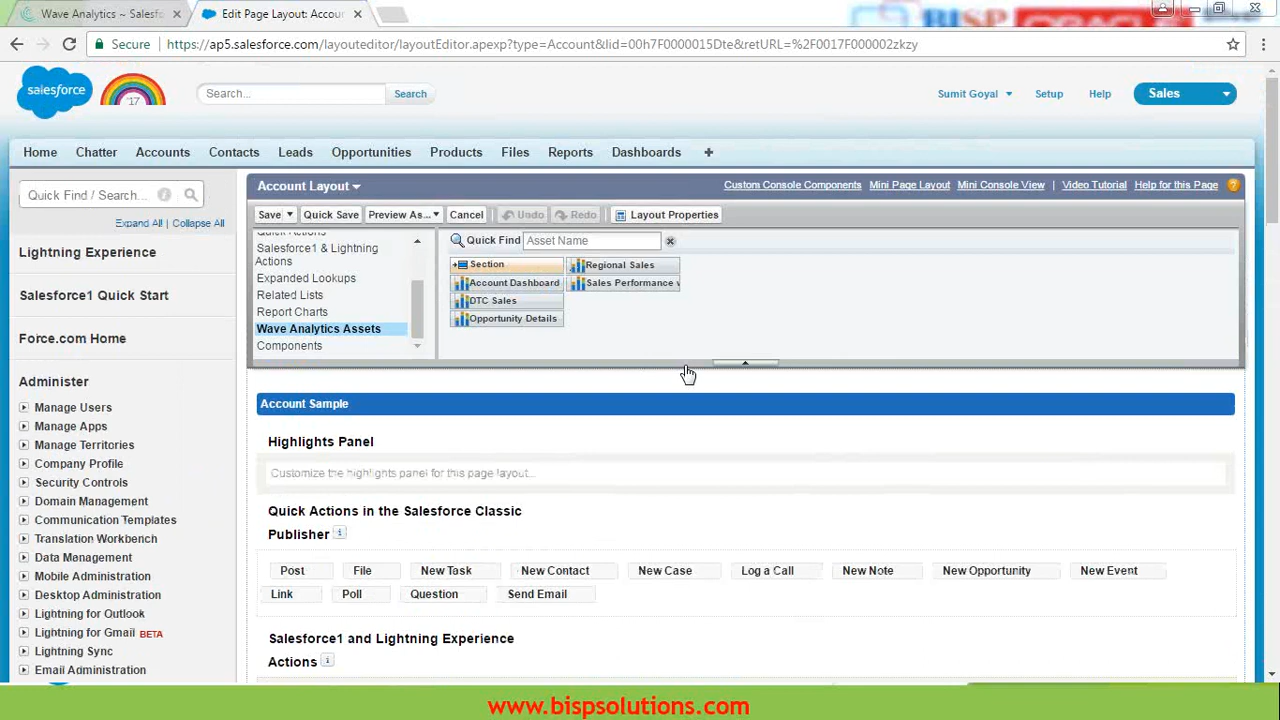 Wave Analytics ~ Salesfo
Edit Page Layout: Accou
BISP ORACLE
Secure
https://ap5.salesforce.com/layouteditor/layoutEditor.apexp?type=Account&lid=00h7F0000015Dte&retURL=%2F0017F000002zkzy
salesforce
'17
Search...
Search
Sumit Goyal
Setup
Help
Sales
Home
Chatter
Accounts
Contacts
Leads
Opportunities
Products
Files
Reports
Dashboards
+
Quick Find / Search...
Expand All | Collapse All
Lightning Experience
Salesforce1 Quick Start
Force.com Home
Administer
Manage Users
Manage Apps
Manage Territories
Company Profile
Security Controls
Domain Management
Communication Templates
Translation Workbench
Data Management
Mobile Administration
Desktop Administration
Lightning for Outlook
Lightning for Gmail BETA
Lightning Sync
Email Administration
Account Layout
Custom Console Components
Mini Page Layout
Mini Console View
|
Video Tutorial
Help for this Page
?
Save
Quick Save
Preview As...
Cancel
Undo
Redo
Layout Properties
Quick Actions
Salesforce1 & Lightning
Actions
Expanded Lookups
Related Lists
Report Charts
Wave Analytics Assets
Components
Quick Find
Asset Name
Section
Regional Sales
Account Dashboard
Sales Performance w
DTC Sales
Opportunity Details
Account Sample
Highlights Panel
Customize the highlights panel for this page layout...
Quick Actions in the Salesforce Classic
Publisher
Post
File
New Task
New Contact
New Case
Log a Call
New Note
New Opportunity
New Event
Link
Poll
Question
Send Email
Salesforce1 and Lightning Experience
Actions
www.bispsolutions.com